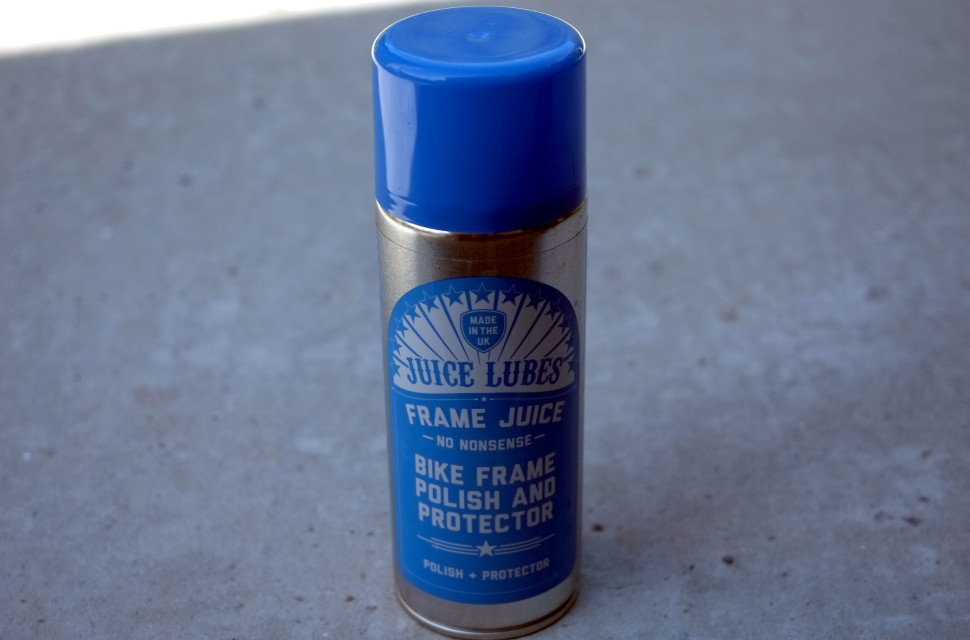 MADE
IN THE
UK
JUICE LUBES
FRAME JUICE
NO NONSENSE
BIKE FRAME
POLISH AND
PROTECTOR
POLISH + PROTECTOR